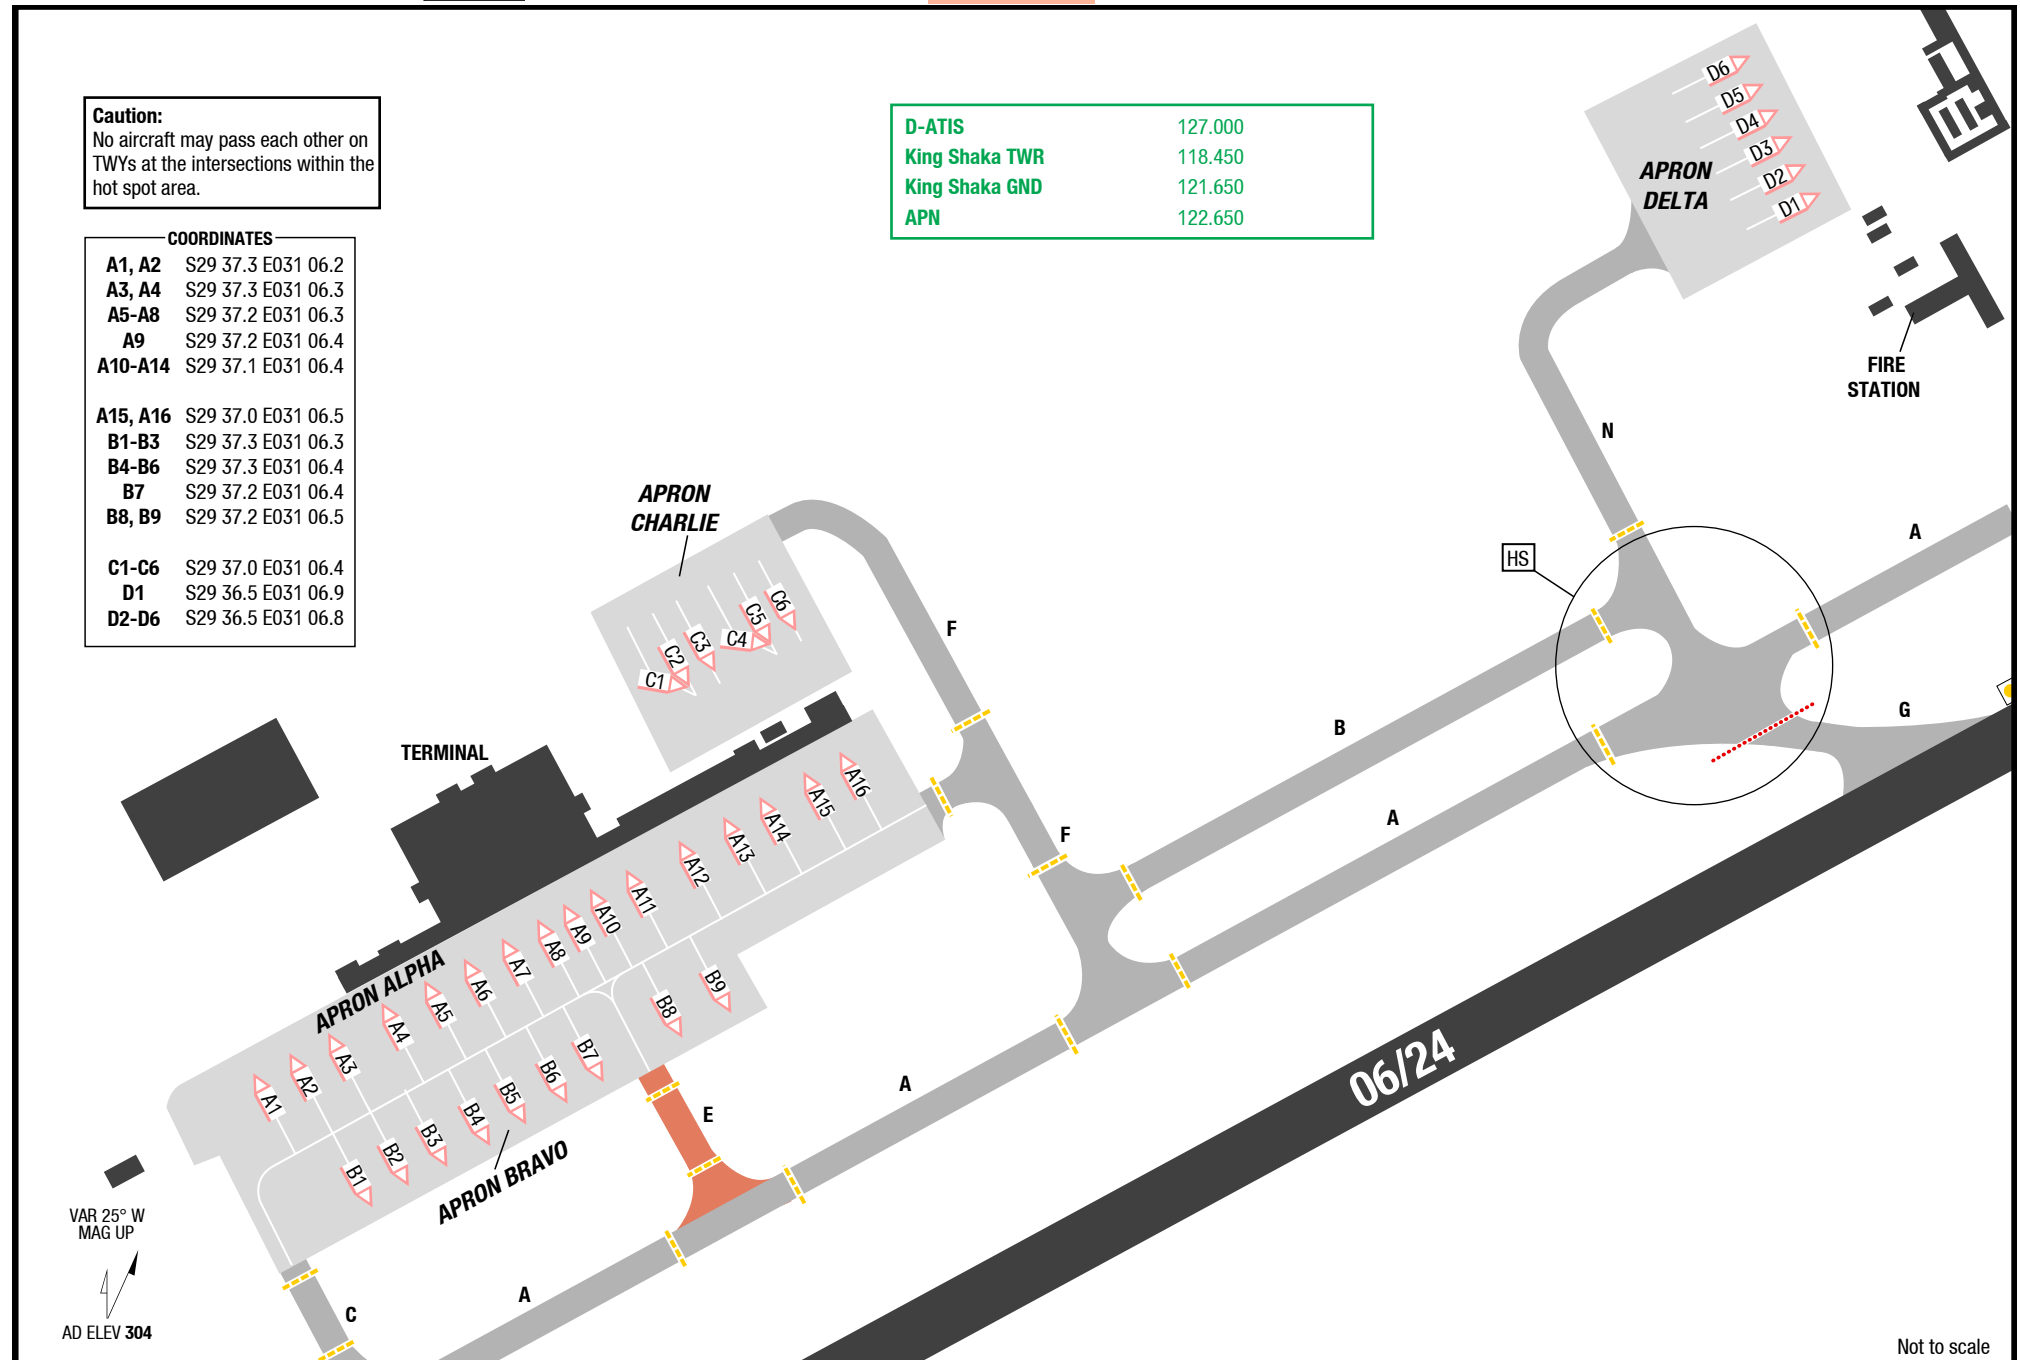 Caution:
No aircraft may pass each other on
TWYs at the intersections within the
hot spot area.
COORDINATES
A1, A2 S29 37.3 E031 06.2
A3, A4 S29 37.3 E031 06.3
A5-A8 S29 37.2 E031 06.3
A9 S29 37.2 E031 06.4
A10-A14 S29 37.1 E031 06.4
A15, A16 S29 37.0 E031 06.5
B1-B3 S29 37.3 E031 06.3
B4-B6 S29 37.3 E031 06.4
B7 S29 37.2 E031 06.4
B8, B9 S29 37.2 E031 06.5
C1-C6 S29 37.0 E031 06.4
D1 S29 36.5 E031 06.9
D2-D6 S29 36.5 E031 06.8
D-ATIS 127.000
King Shaka TWR 118.450
King Shaka GND 121.650
APN 122.650
D6
D5
D4
D3
D2
D1
APRON
DELTA
FIRE
STATION
N
A
HS
G
APRON
CHARLIE
C1
C2
C3
C4
C5
C6
F
F
B
A
TERMINAL
APRON ALPHA
A1
A2
A3
A4
A5
A6
A7
A8
A9
A10
A11
A12
A13
A14
A15
A16
B1
B2
B3
B4
B5
B6
B7
B8
B9
APRON BRAVO
E
A
06/24
A
C
VAR 25° W
MAG UP
AD ELEV 304
Not to scale